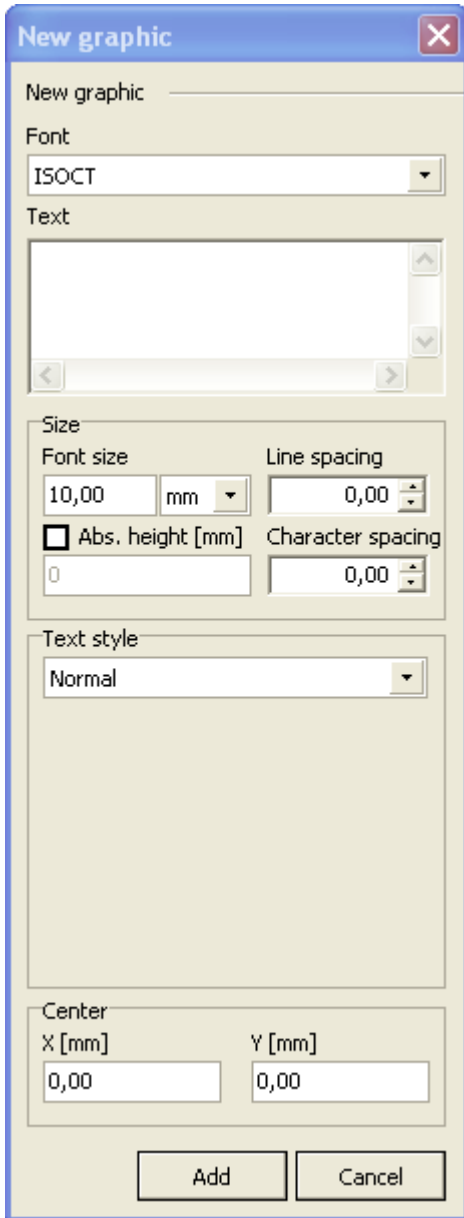 New graphic
New graphic
Font
ISOCT
Text
Size
Font size Line spacing
10,00 mm 0,00
Abs. height [mm] Character spacing
0 0,00
Text style
Normal
Center
X [mm] Y [mm]
0,00 0,00
Add Cancel